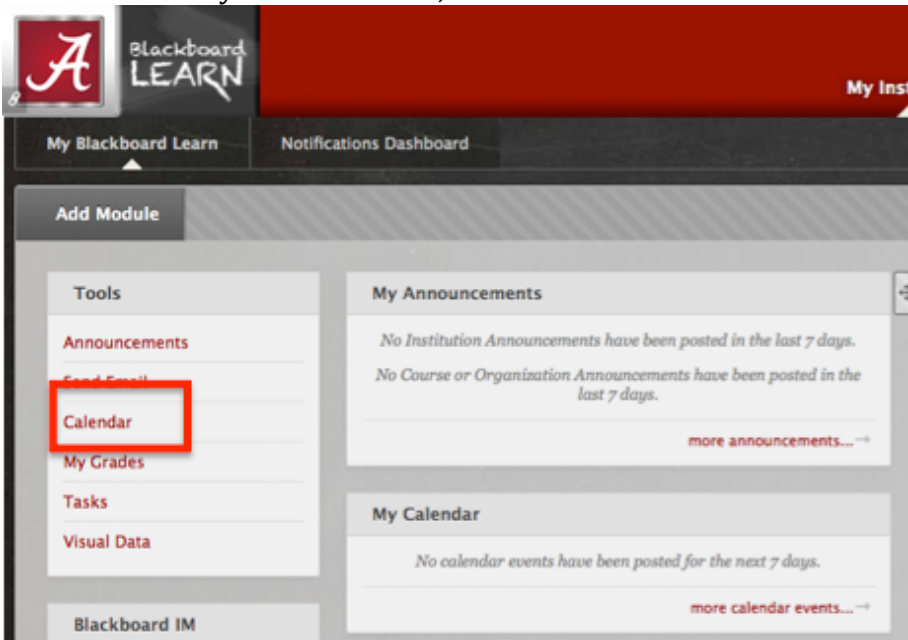 A
Blackboard
LEARN
My Inst
My Blackboard Learn
Notifications Dashboard
Add Module
Tools
Announcements
Send Email
Calendar
My Grades
Tasks
Visual Data
Blackboard IM
My Announcements
No Institution Announcements have been posted in the last 7 days.
No Course or Organization Announcements have been posted in the
last 7 days.
more announcements...→
My Calendar
No calendar events have been posted for the next 7 days.
more calendar events...→